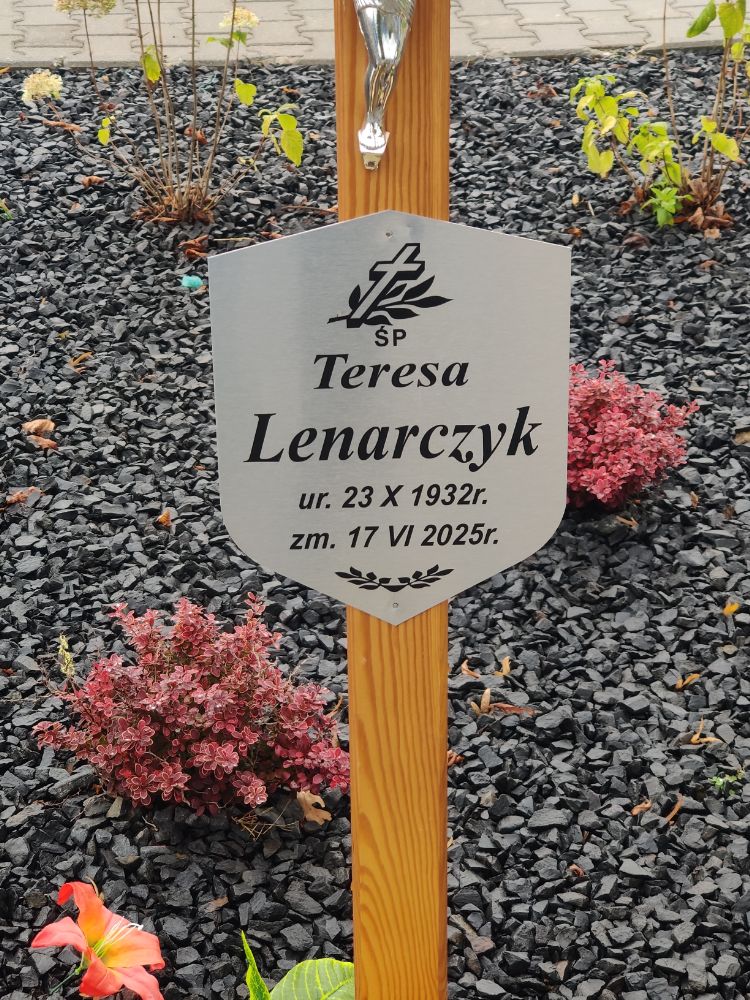 ŚP
Teresa
Lenarczyk
ur. 23 X 1932r.
zm. 17 VI 2025r.